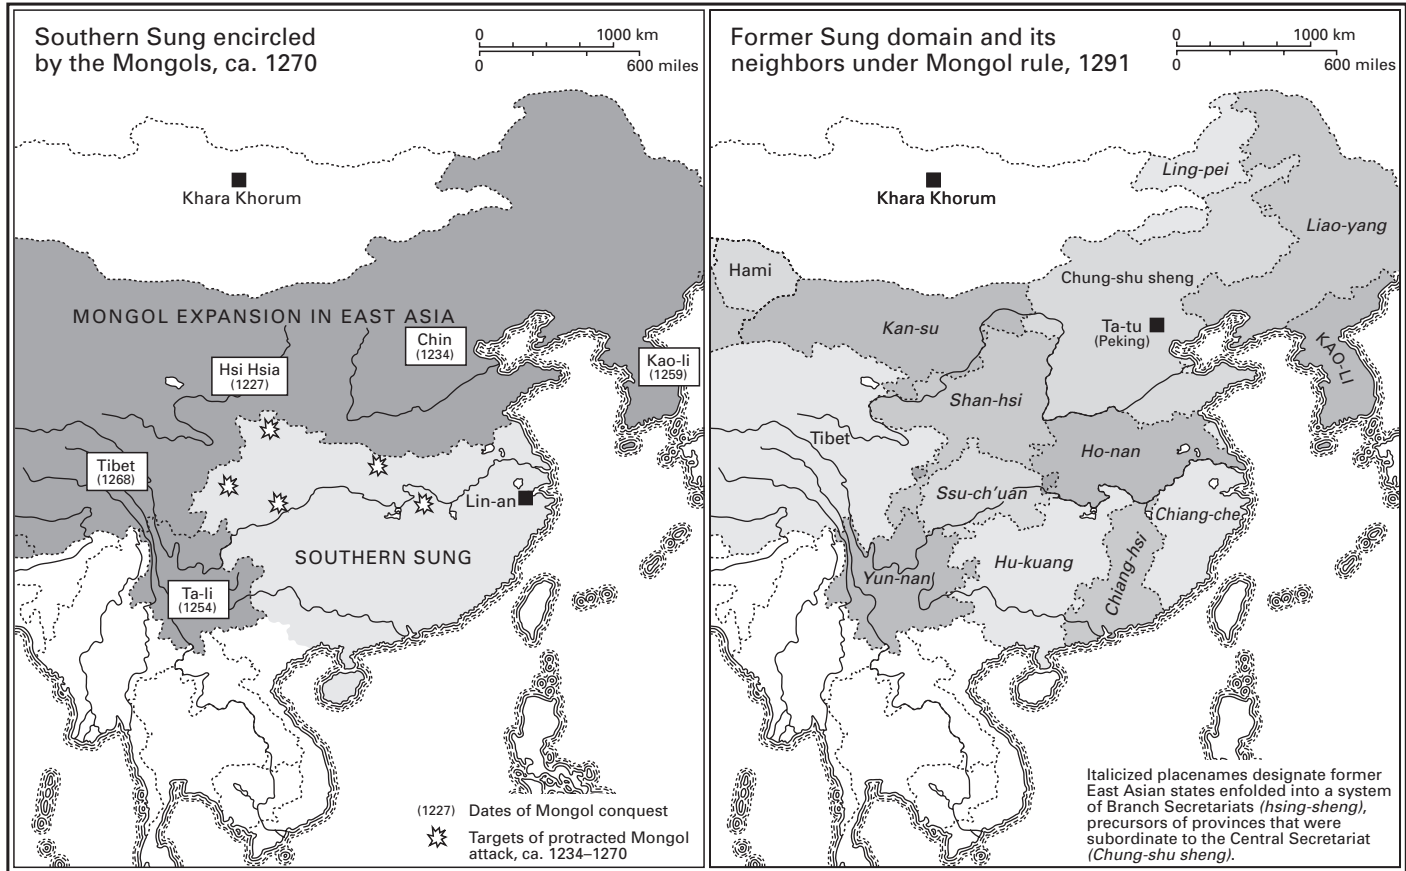 Southern Sung encircled
by the Mongols, ca. 1270
0 1000 km
0 600 miles
Khara Khorum
MONGOL EXPANSION IN EAST ASIA
Chin
(1234)
Hsi Hsia
(1227)
Kao-li
(1259)
Tibet
(1268)
Lin-an
SOUTHERN SUNG
Ta-li
(1254)
(1227) Dates of Mongol conquest
Targets of protracted Mongol
attack, ca. 1234–1270
Former Sung domain and its
neighbors under Mongol rule, 1291
0 1000 km
0 600 miles
Ling-pei
Khara Khorum
Liao-yang
Hami
Chung-shu sheng
Kan-su
Ta-tu
(Peking)
KAO-LI
Shan-hsi
Tibet
Ho-nan
Ssu-ch'uan
Chiang-che
Hu-kuang
Chiang-hsi
Yun-nan
Italicized placenames designate former
East Asian states enfolded into a system
of Branch Secretariats (hsing-sheng),
precursors of provinces that were
subordinate to the Central Secretariat
(Chung-shu sheng).